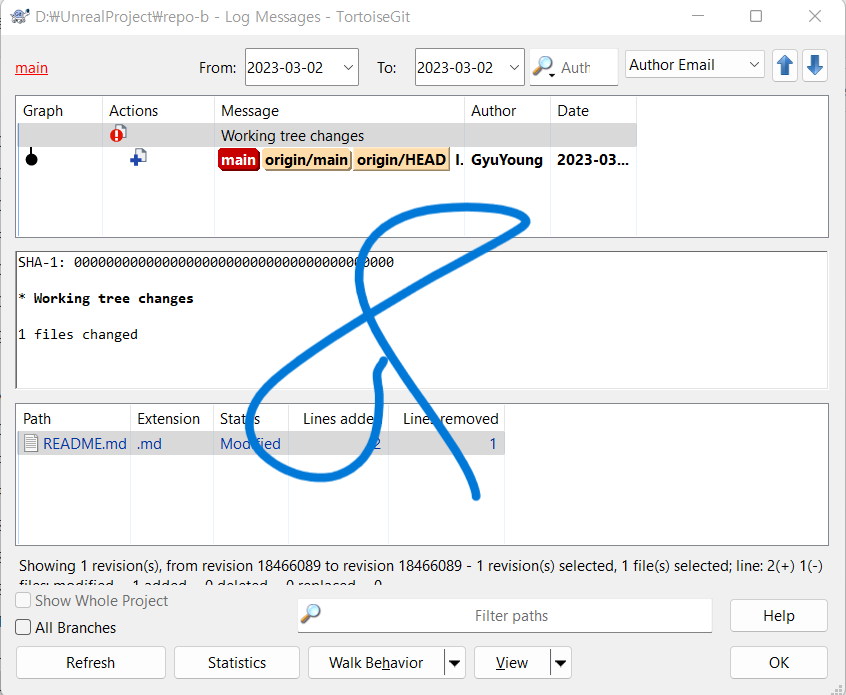 D:₩UnrealProject₩repo-b - Log Messages - TortoiseGit
main From: 2023-03-02 To: 2023-03-02 Auth Author Email
Graph Actions Message Author Date
Working tree changes
main origin/main origin/HEAD I. GyuYoung 2023-03...
SHA-1: 0000000000000000000000000000000000000000
* Working tree changes
1 files changed
Path Extension Status Lines added Lines removed
README.md .md Modified 2 1
Showing 1 revision(s), from revision 18466089 to revision 18466089 - 1 revision(s) selected, 1 file(s) selected; line: 2(+) 1(-)
files: modified = 1 added = 0 deleted = 0 replaced = 0
Show Whole Project
All Branches
Filter paths
Help
Refresh Statistics Walk Behavior View OK
&